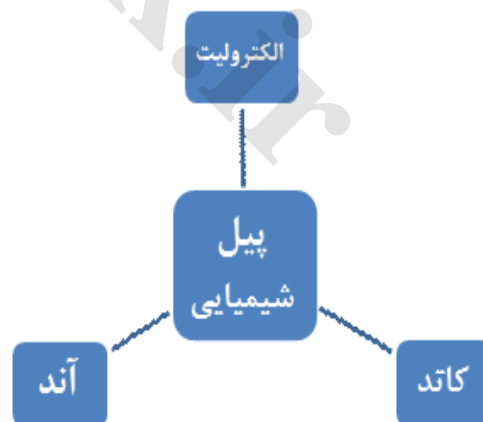 الکترولیت
پیل
شیمیایی
کاتد
آند